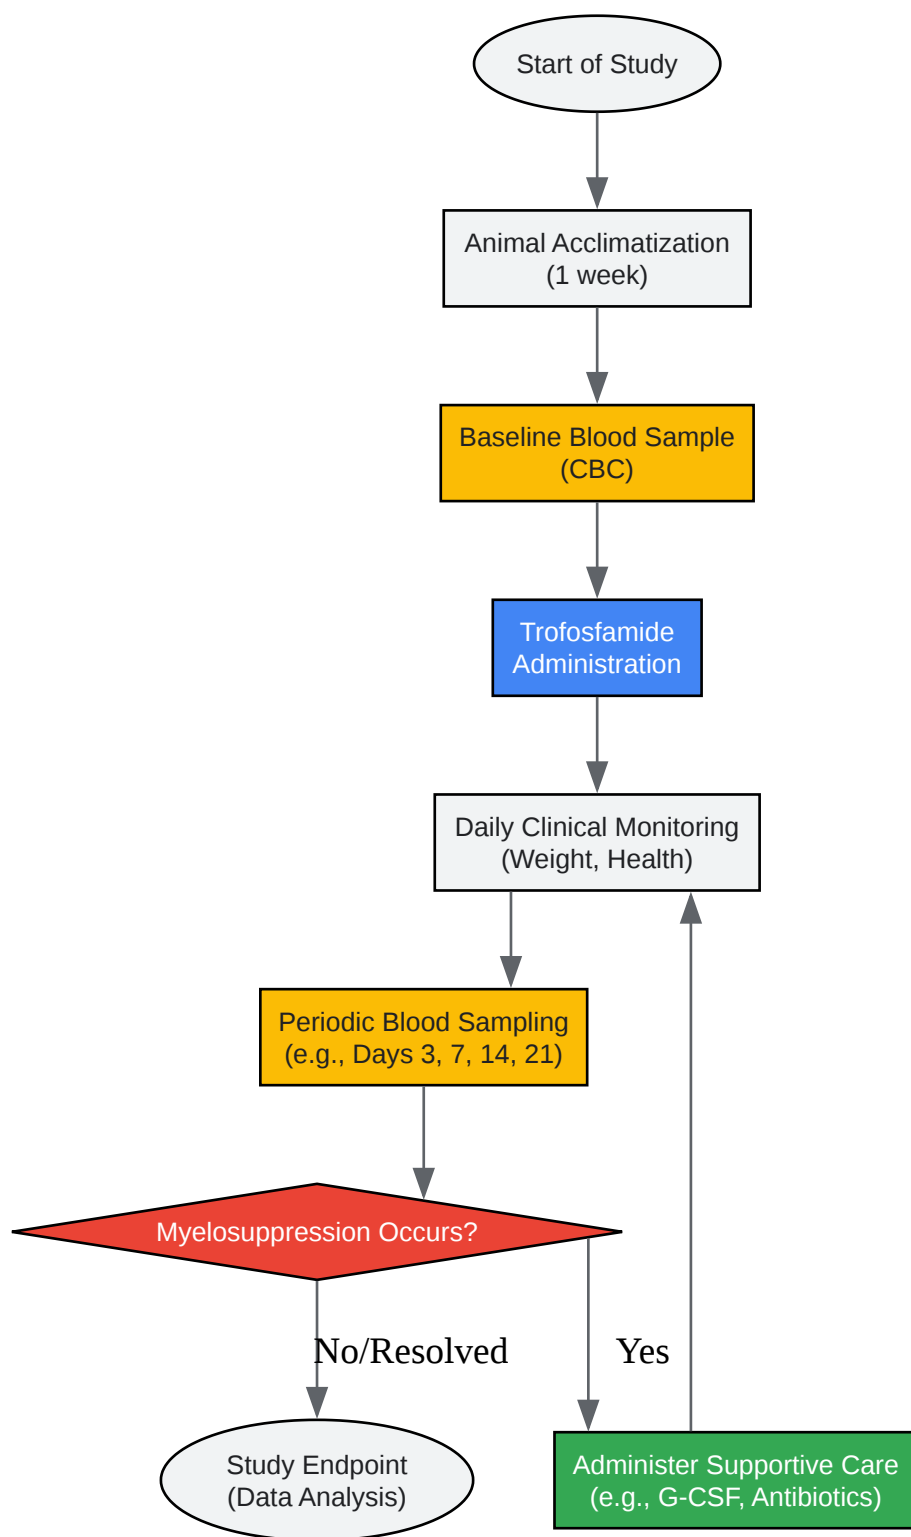 Start of Study
Animal Acclimatization
(1 week)
Baseline Blood Sample
(CBC)
Trofosfamide
Administration
Daily Clinical Monitoring
(Weight, Health)
Periodic Blood Sampling
(e.g., Days 3, 7, 14, 21)
Myelosuppression Occurs?
No/Resolved
Yes
Study Endpoint
(Data Analysis)
Administer Supportive Care
(e.g., G-CSF, Antibiotics)